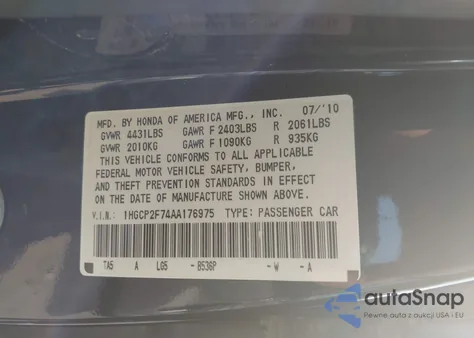 MFD. BY HONDA OF AMERICA MFG., INC. 07/'10
GVWR 4431LBS GAWR F 2403LBS R 2061LBS
GVWR 2010KG GAWR F 1090KG R 935KG
THIS VEHICLE CONFORMS TO ALL APPLICABLE
FEDERAL MOTOR VEHICLE SAFETY, BUMPER,
AND THEFT PREVENTION STANDARDS IN EFFECT
ON THE DATE OF MANUFACTURE SHOWN ABOVE.
V.I.N.: 1HGCP2F74AA176975 TYPE: PASSENGER CAR
TA5 A LG5 -B536P -W -A
autoSnap
Pewne auta z aukcji USA i EU